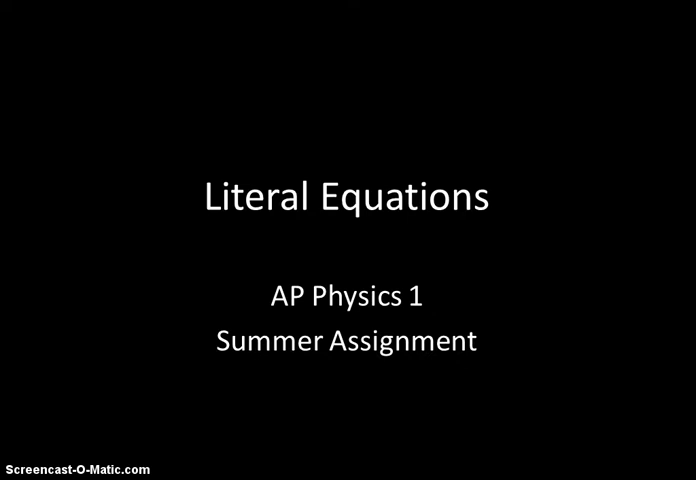 Literal Equations
AP Physics 1
Summer Assignment
Screencast-O-Matic.com